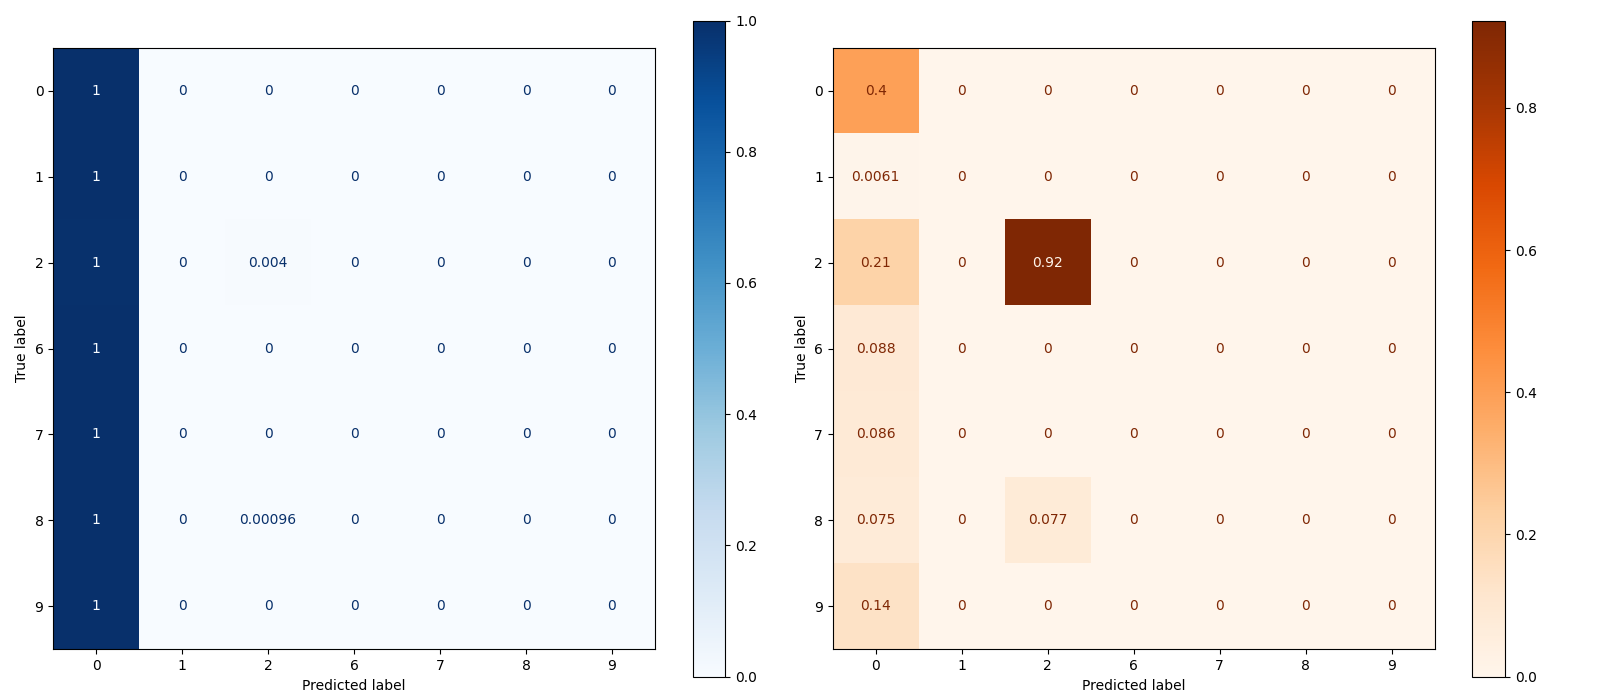 0 1 0 0 0 0 0 0
1 1 0 0 0 0 0 0
2 1 0 0.004 0 0 0 0
6 1 0 0 0 0 0 0
7 1 0 0 0 0 0 0
8 1 0 0.00096 0 0 0 0
9 1 0 0 0 0 0 0
0 1 2 6 7 8 9
True label
Predicted label
1.0
0.8
0.6
0.4
0.2
0.0
0 0.4 0 0 0 0 0 0
1 0.0061 0 0 0 0 0 0
2 0.21 0 0.92 0 0 0 0
6 0.088 0 0 0 0 0 0
7 0.086 0 0 0 0 0 0
8 0.075 0 0.077 0 0 0 0
9 0.14 0 0 0 0 0 0
0 1 2 6 7 8 9
True label
Predicted label
0.8
0.6
0.4
0.2
0.0